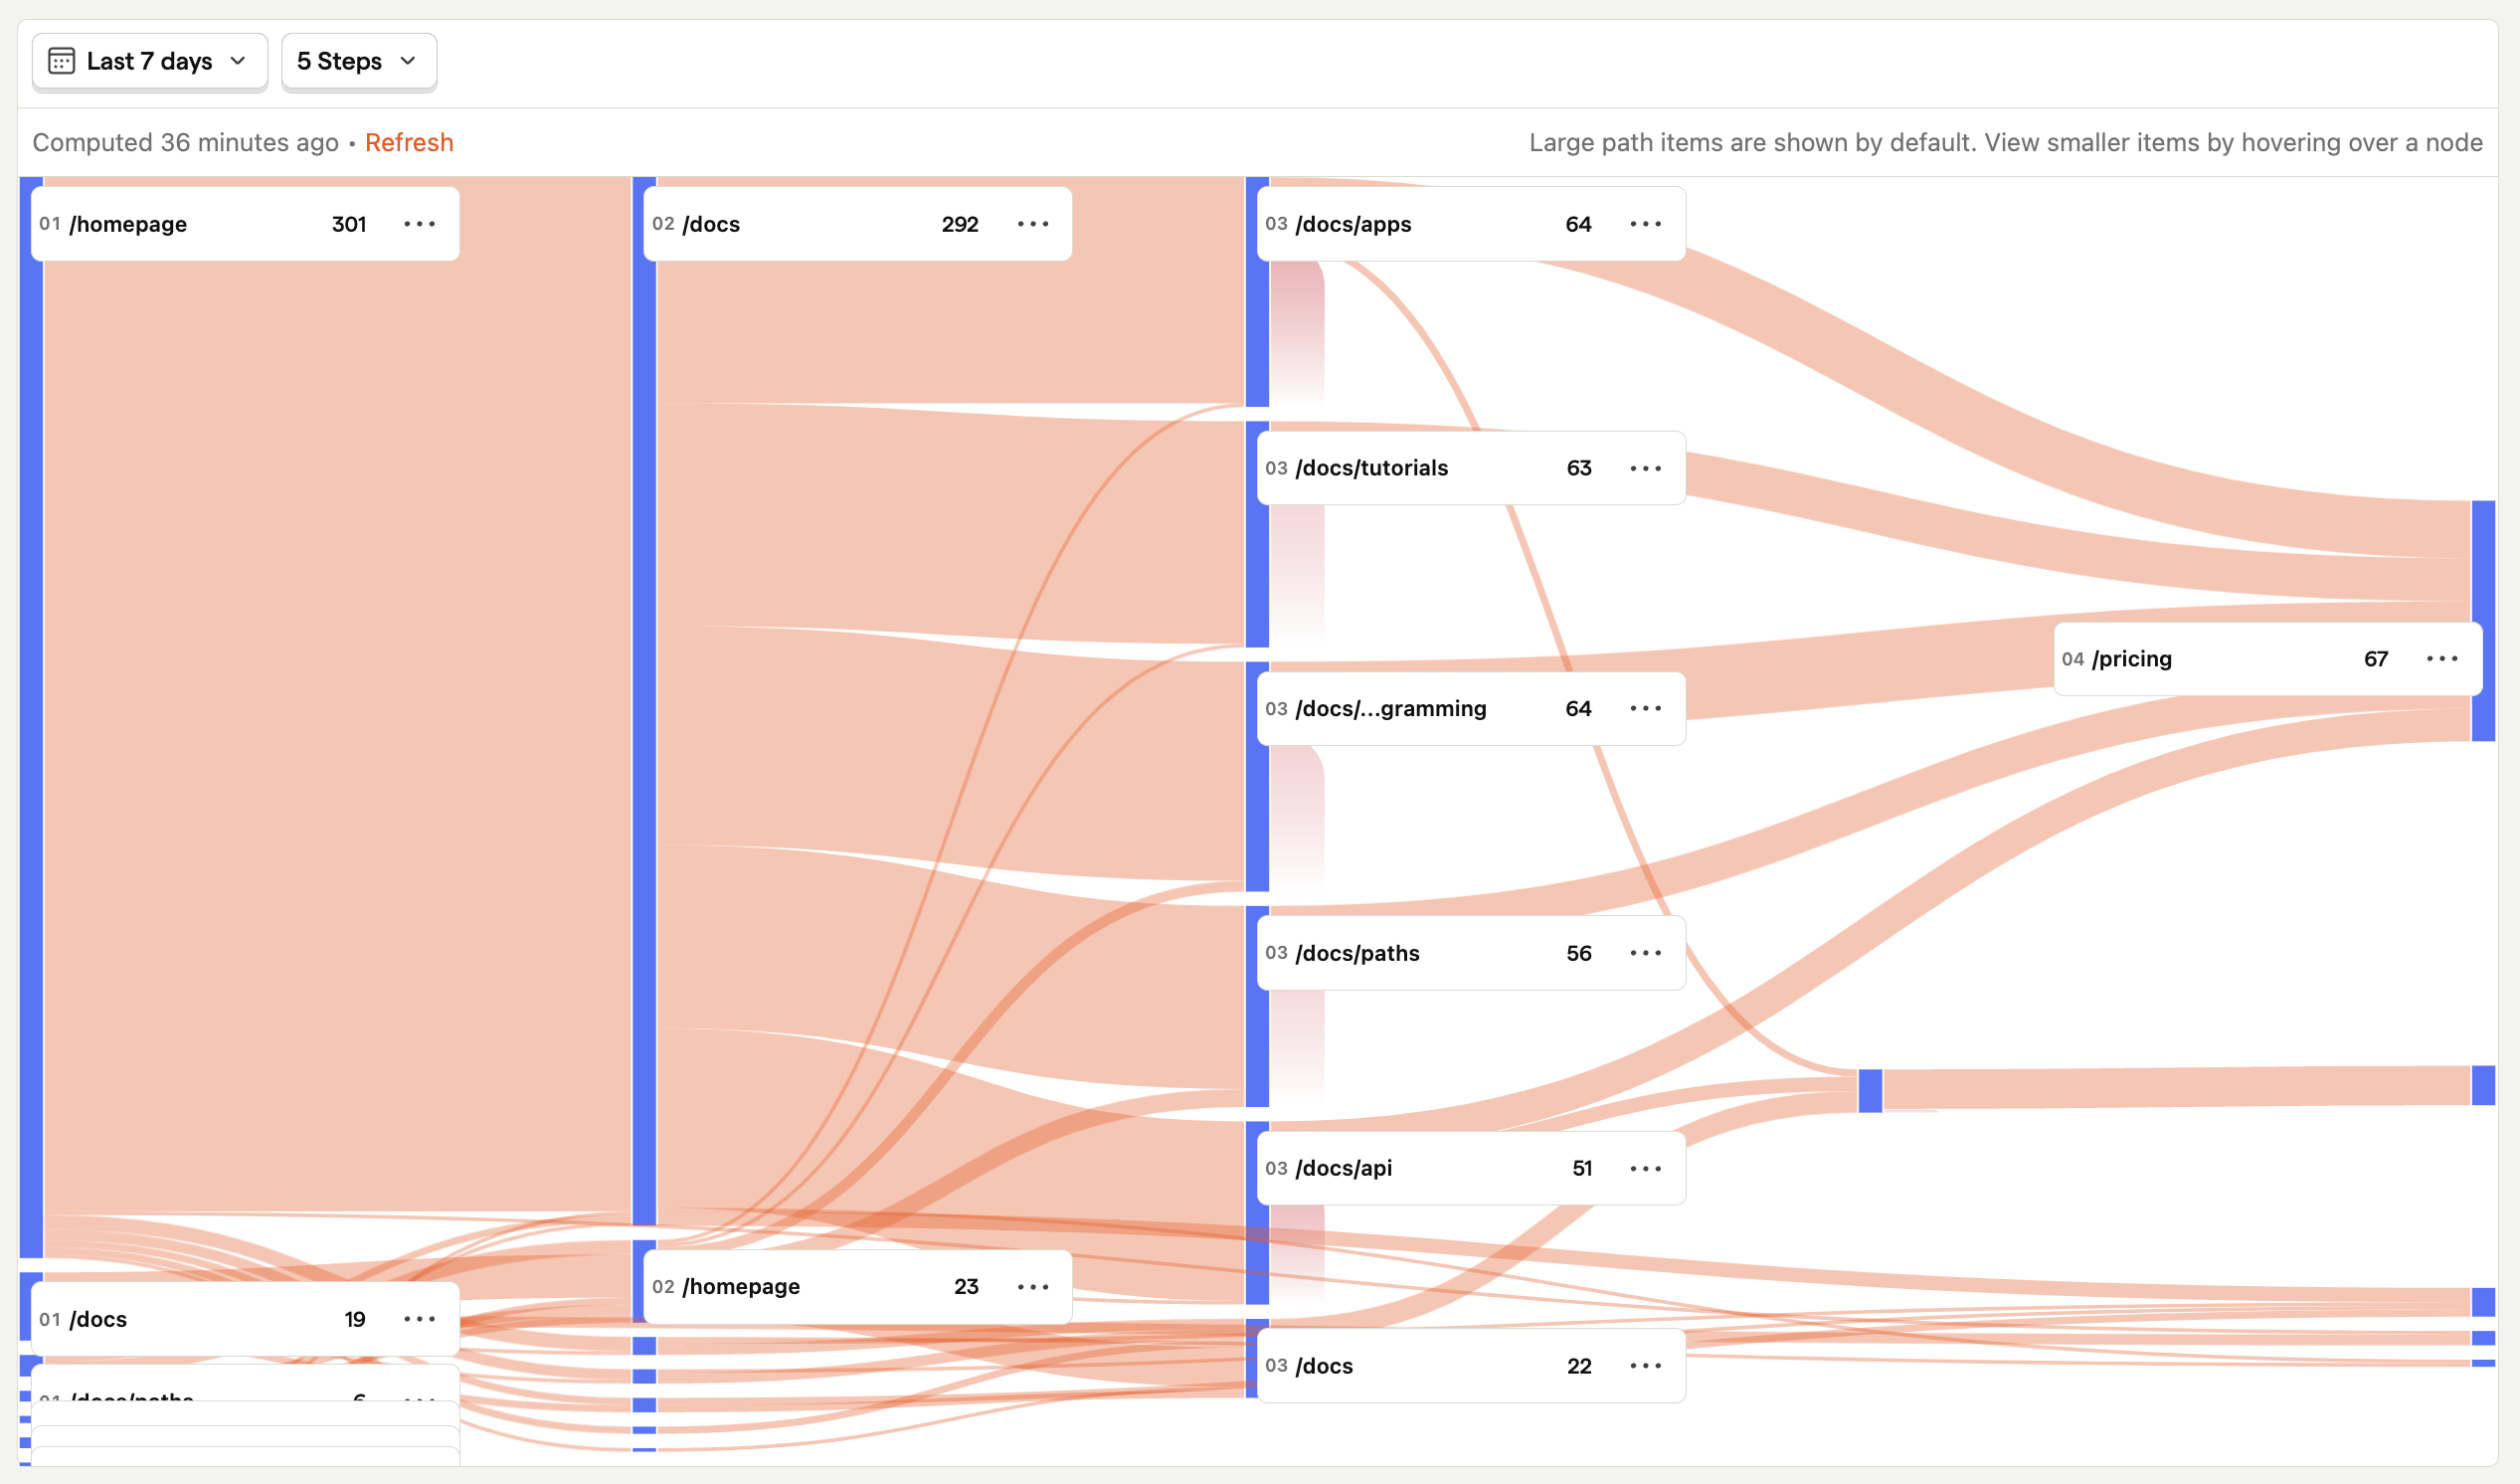 Last 7 days 5 Steps
Computed 36 minutes ago • Refresh
Large path items are shown by default. View smaller items by hovering over a node
01 /homepage 301
02 /docs 292
03 /docs/apps 64
03 /docs/tutorials 63
04 /pricing 67
03 /docs/...gramming 64
03 /docs/paths 56
03 /docs/api 51
02 /homepage 23
01 /docs 19
03 /docs 22
01 /docs/paths 6